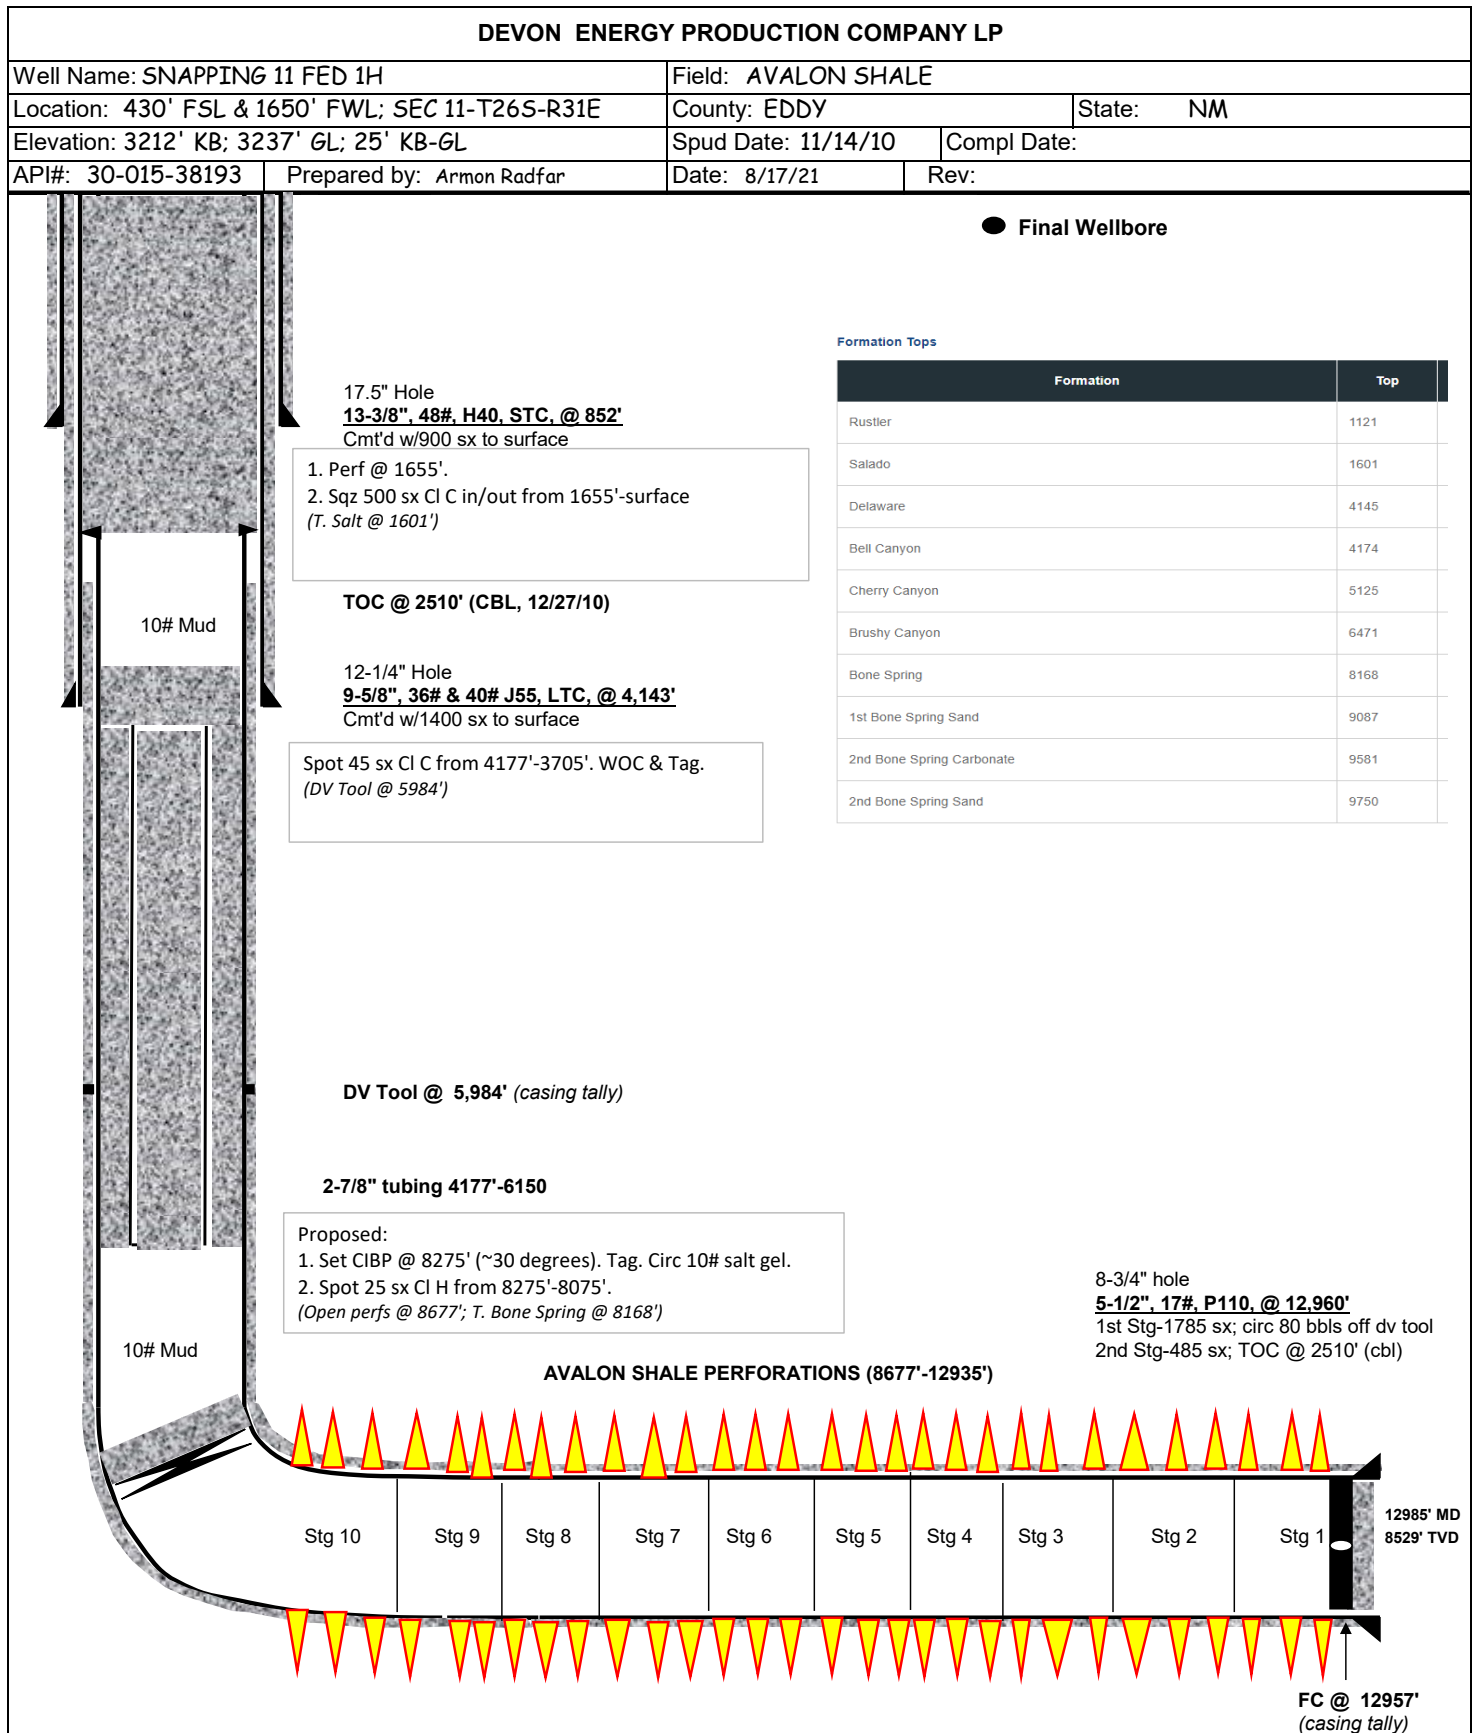 DEVON ENERGY PRODUCTION COMPANY LP
Well Name: SNAPPING 11 FED 1H Field: AVALON SHALE
Location: 430' FSL & 1650' FWL; SEC 11-T26S-R31E County: EDDY State: NM
Elevation: 3212' KB; 3237' GL; 25' KB-GL Spud Date: 11/14/10 Compl Date:
API#: 30-015-38193 Prepared by: Armon Radfar Date: 8/17/21 Rev:
Final Wellbore
Formation Tops
Formation Top
Rustler 1121
Salado 1601
Delaware 4145
Bell Canyon 4174
Cherry Canyon 5125
Brushy Canyon 6471
Bone Spring 8168
1st Bone Spring Sand 9087
2nd Bone Spring Carbonate 9581
2nd Bone Spring Sand 9750
17.5" Hole
13-3/8", 48#, H40, STC, @ 852'
Cmt'd w/900 sx to surface
1. Perf @ 1655'.
2. Sqz 500 sx Cl C in/out from 1655'-surface
(T. Salt @ 1601')
TOC @ 2510' (CBL, 12/27/10)
10# Mud
12-1/4" Hole
9-5/8", 36# & 40# J55, LTC, @ 4,143'
Cmt'd w/1400 sx to surface
Spot 45 sx Cl C from 4177'-3705'. WOC & Tag.
(DV Tool @ 5984')
DV Tool @ 5,984' (casing tally)
2-7/8" tubing 4177'-6150
Proposed:
1. Set CIBP @ 8275' (~30 degrees). Tag. Circ 10# salt gel.
2. Spot 25 sx Cl H from 8275'-8075'.
(Open perfs @ 8677'; T. Bone Spring @ 8168')
8-3/4" hole
5-1/2", 17#, P110, @ 12,960'
1st Stg-1785 sx; circ 80 bbls off dv tool
2nd Stg-485 sx; TOC @ 2510' (cbl)
10# Mud
AVALON SHALE PERFORATIONS (8677'-12935')
Stg 10 Stg 9 Stg 8 Stg 7 Stg 6 Stg 5 Stg 4 Stg 3 Stg 2 Stg 1
12985' MD
8529' TVD
FC @ 12957'
(casing tally)